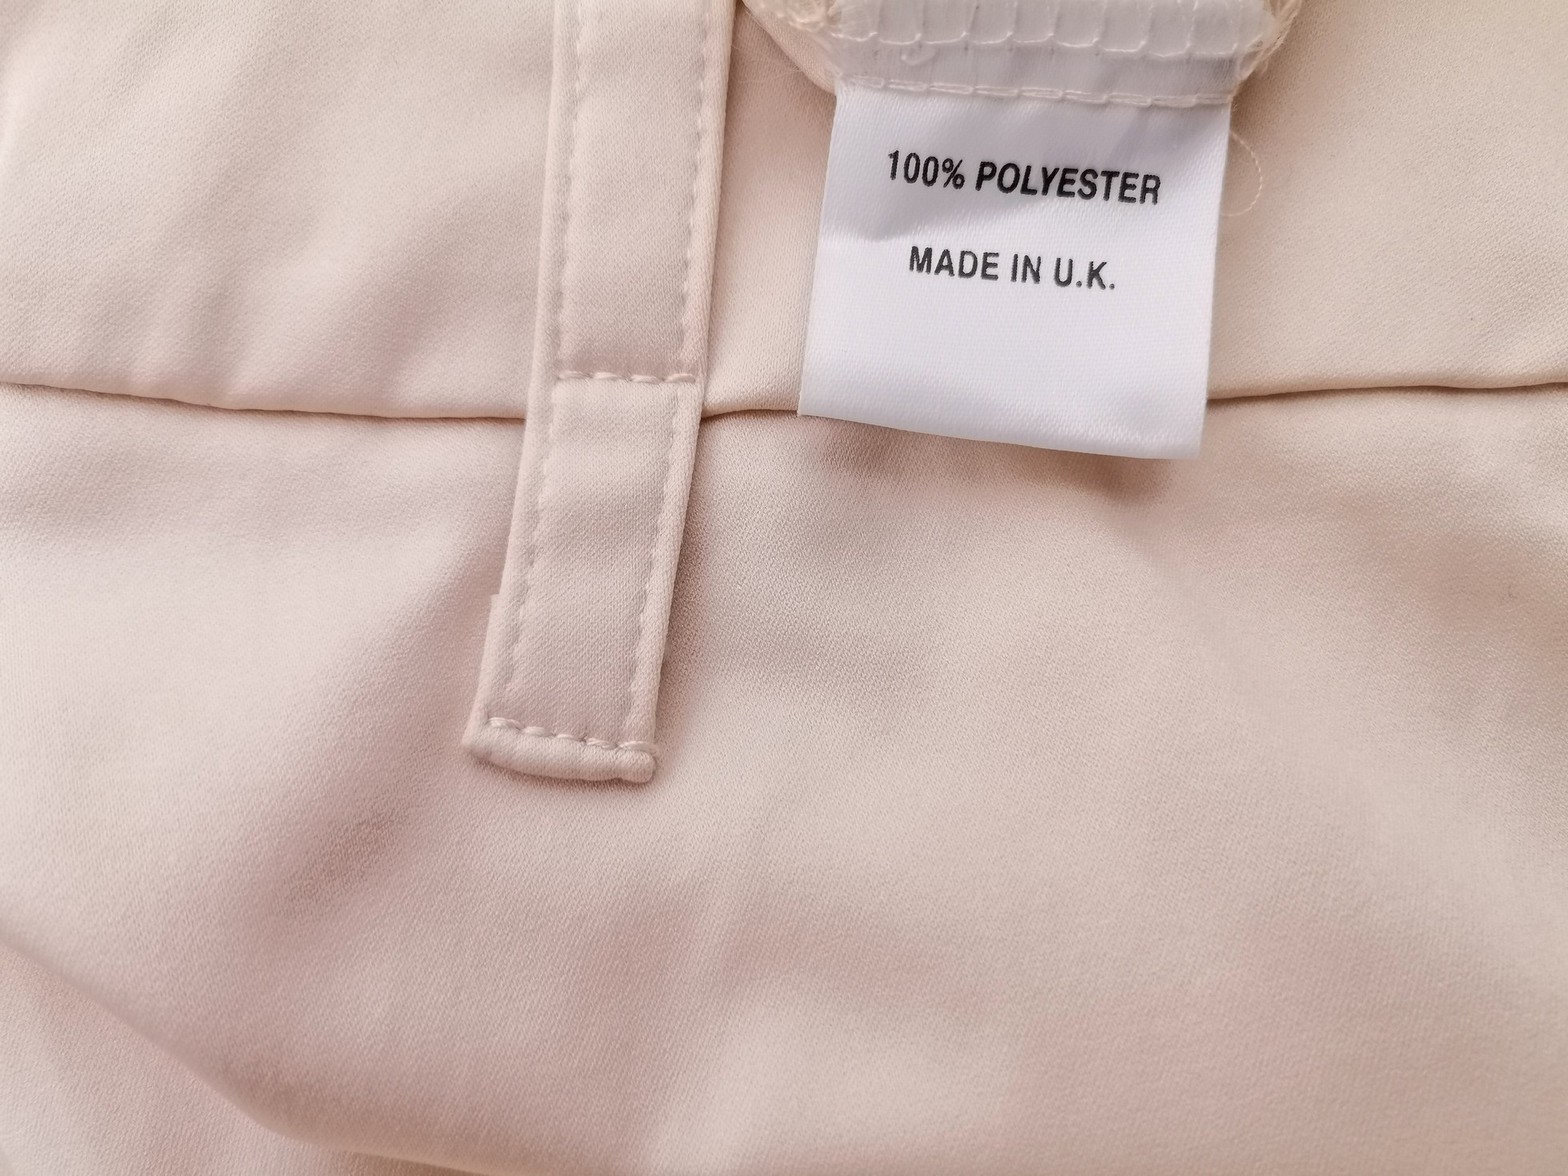 100% POLYESTER
MADE IN U.K.